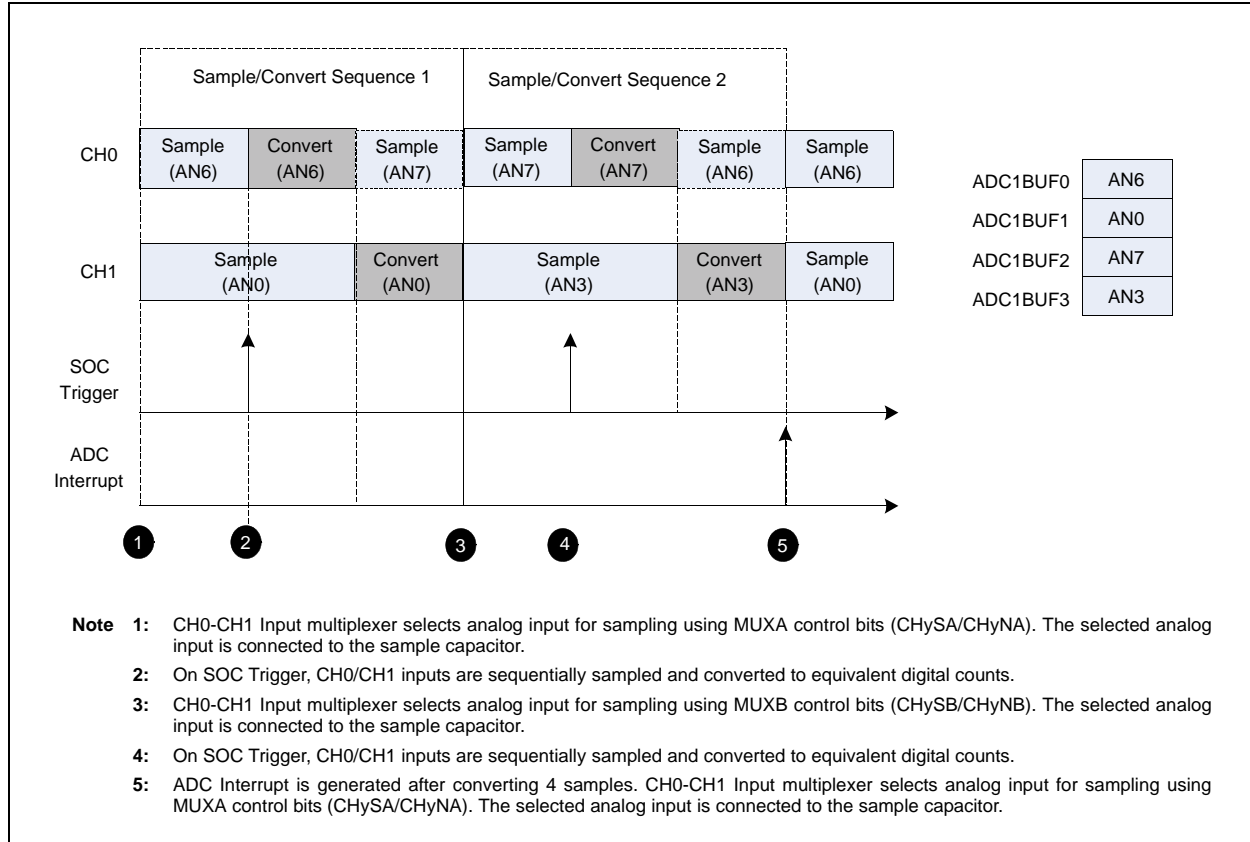 Sample/Convert Sequence 1
Sample/Convert Sequence 2
CH0
Sample
(AN6)
Convert
(AN6)
Sample
(AN7)
Sample
(AN7)
Convert
(AN7)
Sample
(AN6)
Sample
(AN6)
CH1
Sample
(AN0)
Convert
(AN0)
Sample
(AN3)
Convert
(AN3)
Sample
(AN0)
ADC1BUF0 AN6
ADC1BUF1 AN0
ADC1BUF2 AN7
ADC1BUF3 AN3
SOC
Trigger
ADC
Interrupt
1 2 3 4 5
Note 1: CH0-CH1 Input multiplexer selects analog input for sampling using MUXA control bits (CHySA/CHyNA). The selected analog
input is connected to the sample capacitor.
2: On SOC Trigger, CH0/CH1 inputs are sequentially sampled and converted to equivalent digital counts.
3: CH0-CH1 Input multiplexer selects analog input for sampling using MUXB control bits (CHySB/CHyNB). The selected analog
input is connected to the sample capacitor.
4: On SOC Trigger, CH0/CH1 inputs are sequentially sampled and converted to equivalent digital counts.
5: ADC Interrupt is generated after converting 4 samples. CH0-CH1 Input multiplexer selects analog input for sampling using
MUXA control bits (CHySA/CHyNA). The selected analog input is connected to the sample capacitor.